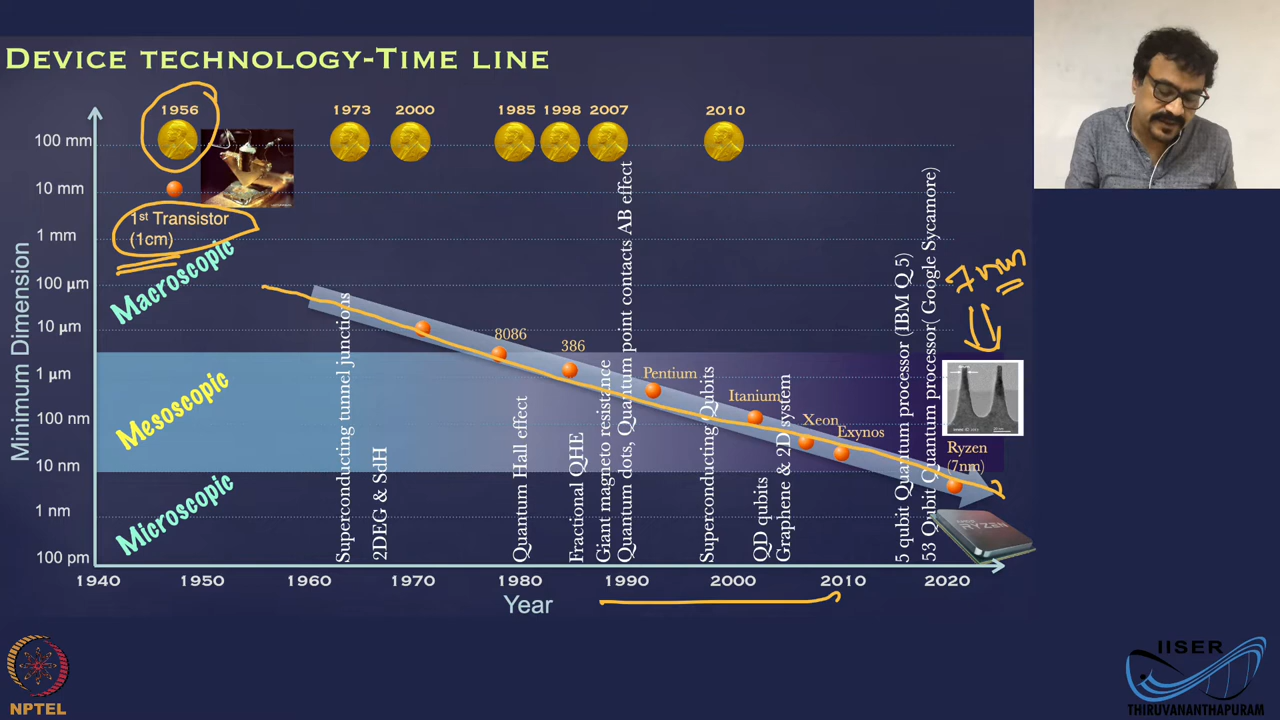 DEVICE TECHNOLOGY-TIME LINE
1956
1973
2000
1985
1998
2007
2010
100 mm
10 mm
1 mm
100 µm
10 µm
1 µm
100 nm
10 nm
1 nm
100 pm
Minimum Dimension
1st Transistor
(1cm)
Macroscopic
Mesoscopic
Microscopic
8086
386
Pentium
Itanium
Xeon
Exynos
Ryzen
(7nm)
7 nm
Superconducting tunnel junctions
2DEG & SdH
Quantum Hall effect
Fractional QHE
Giant magneto resistance
Quantum dots, Quantum point contacts AB effect
Superconducting Qubits
QD qubits
Graphene & 2D system
5 qubit Quantum processor (IBM Q 5)
53 Qubit Quantum processor( Google Sycamore)
RYZEN
1940
1950
1960
1970
1980
1990
2000
2010
2020
Year
NPTEL
IISER
THIRUVANANTHAPURAM